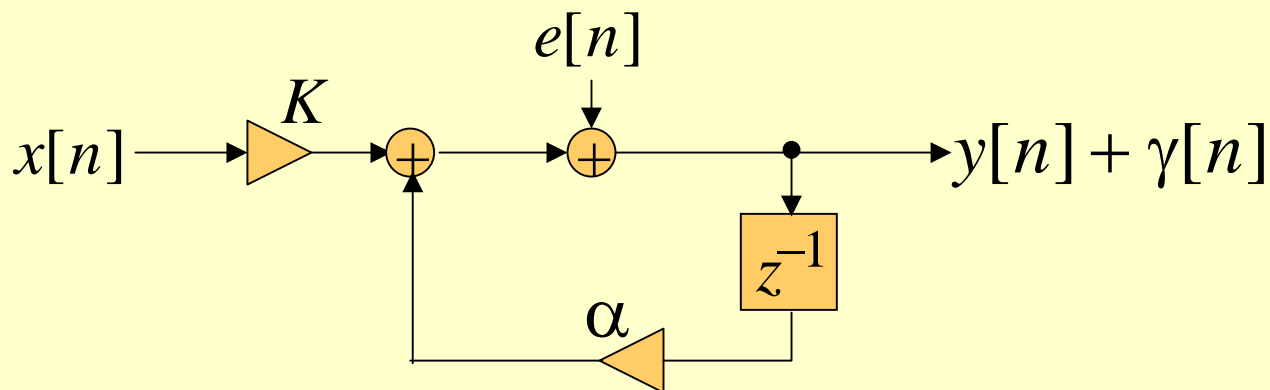 e[n]
K
x[n]
+
+
y[n] + γ[n]
z⁻¹
α